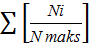 ∑ [Ni / N maks]